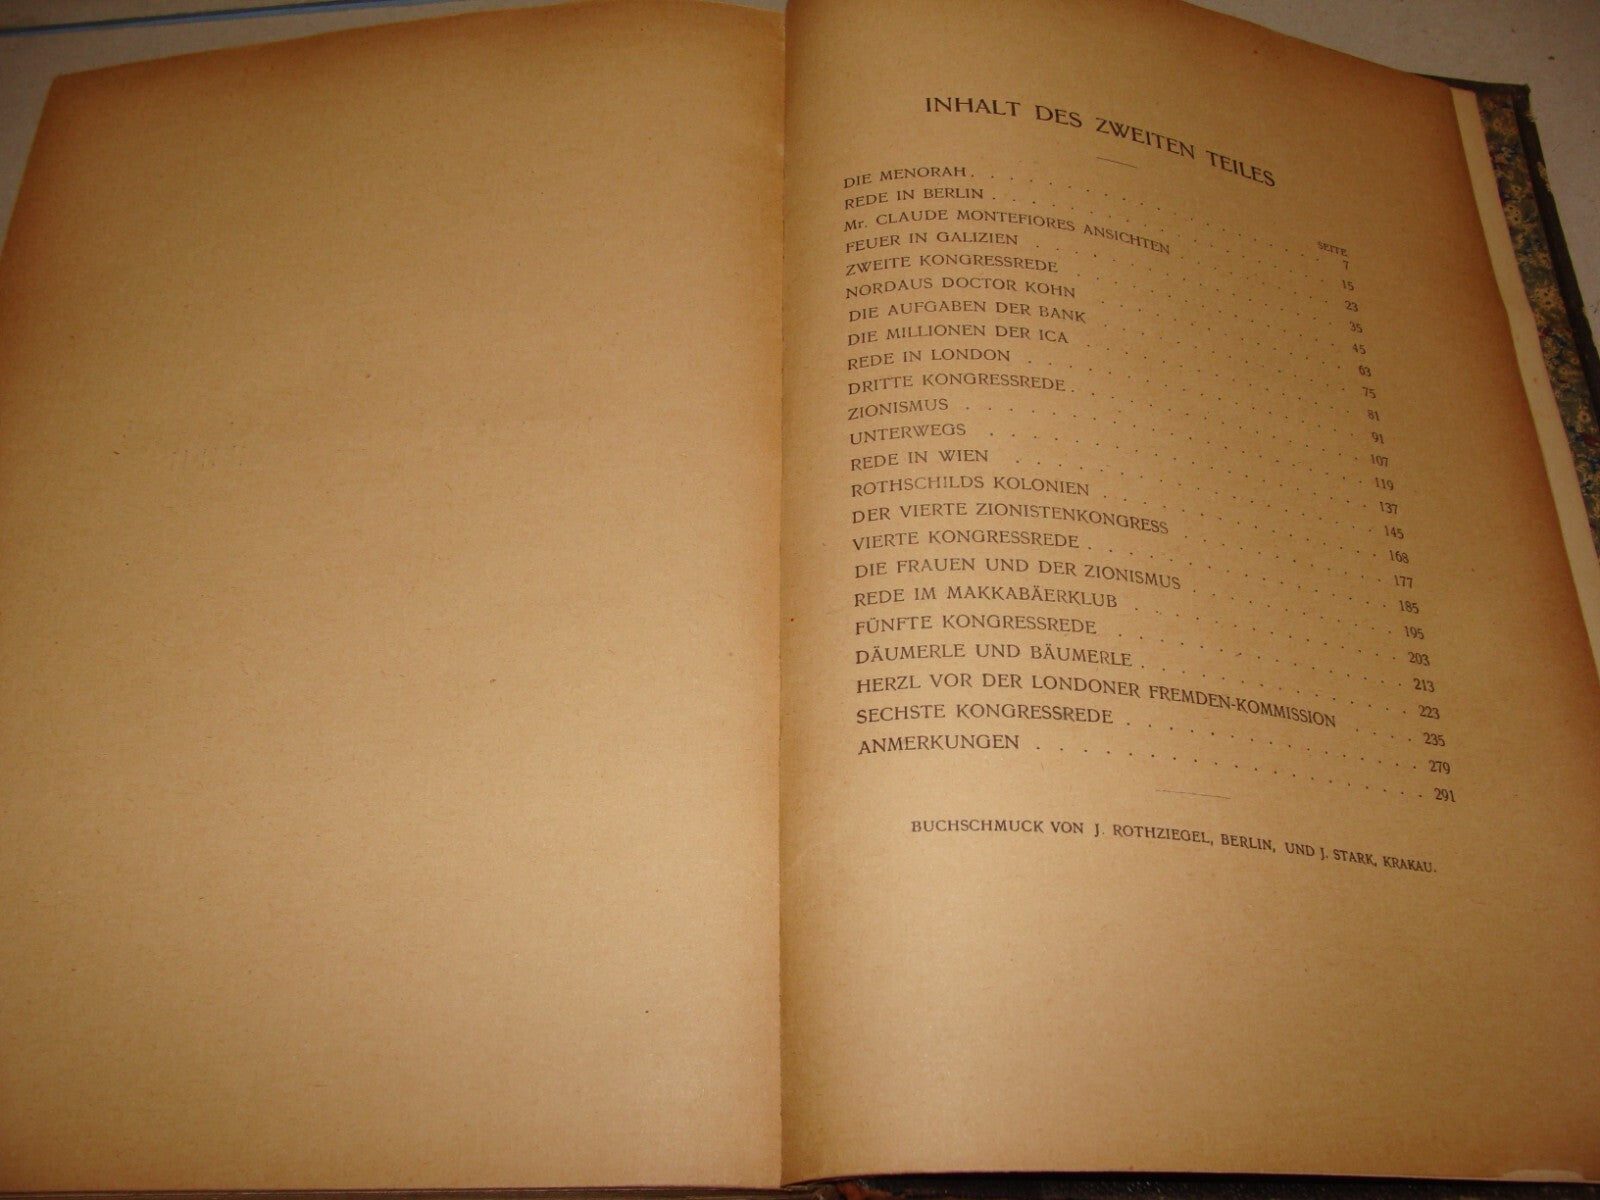 INHALT DES ZWEITEN TEILES
SEITE
DIE MENORAH . . . . . . . . . . . . 7
REDE IN BERLIN . . . . . . . . . . . . 15
Mr. CLAUDE MONTEFIORES ANSICHTEN . . . . . . 23
FEUER IN GALIZIEN . . . . . . . . . . . . 35
ZWEITE KONGRESSREDE . . . . . . . . . . . 45
NORDAUS DOCTOR KOHN . . . . . . . . . . 63
DIE AUFGABEN DER BANK . . . . . . . . . . 75
DIE MILLIONEN DER ICA . . . . . . . . . . 81
REDE IN LONDON . . . . . . . . . . . . 91
DRITTE KONGRESSREDE . . . . . . . . . . . 107
ZIONISMUS . . . . . . . . . . . . . . 119
UNTERWEGS . . . . . . . . . . . . . 137
REDE IN WIEN . . . . . . . . . . . . . 145
ROTHSCHILDS KOLONIEN . . . . . . . . . . 168
DER VIERTE ZIONISTENKONGRESS . . . . . . . 177
VIERTE KONGRESSREDE . . . . . . . . . . . 185
DIE FRAUEN UND DER ZIONISMUS . . . . . . . 195
REDE IM MAKKABÄERKLUB . . . . . . . . . 203
FÜNFTE KONGRESSREDE . . . . . . . . . . 213
DÄUMERLE UND BÄUMERLE . . . . . . . . . 223
HERZL VOR DER LONDONER FREMDEN-KOMMISSION . . . . 235
SECHSTE KONGRESSREDE . . . . . . . . . . 279
ANMERKUNGEN . . . . . . . . . . . . . 291
BUCHSCHMUCK VON J. ROTHZIEGEL, BERLIN, UND J. STARK, KRAKAU.